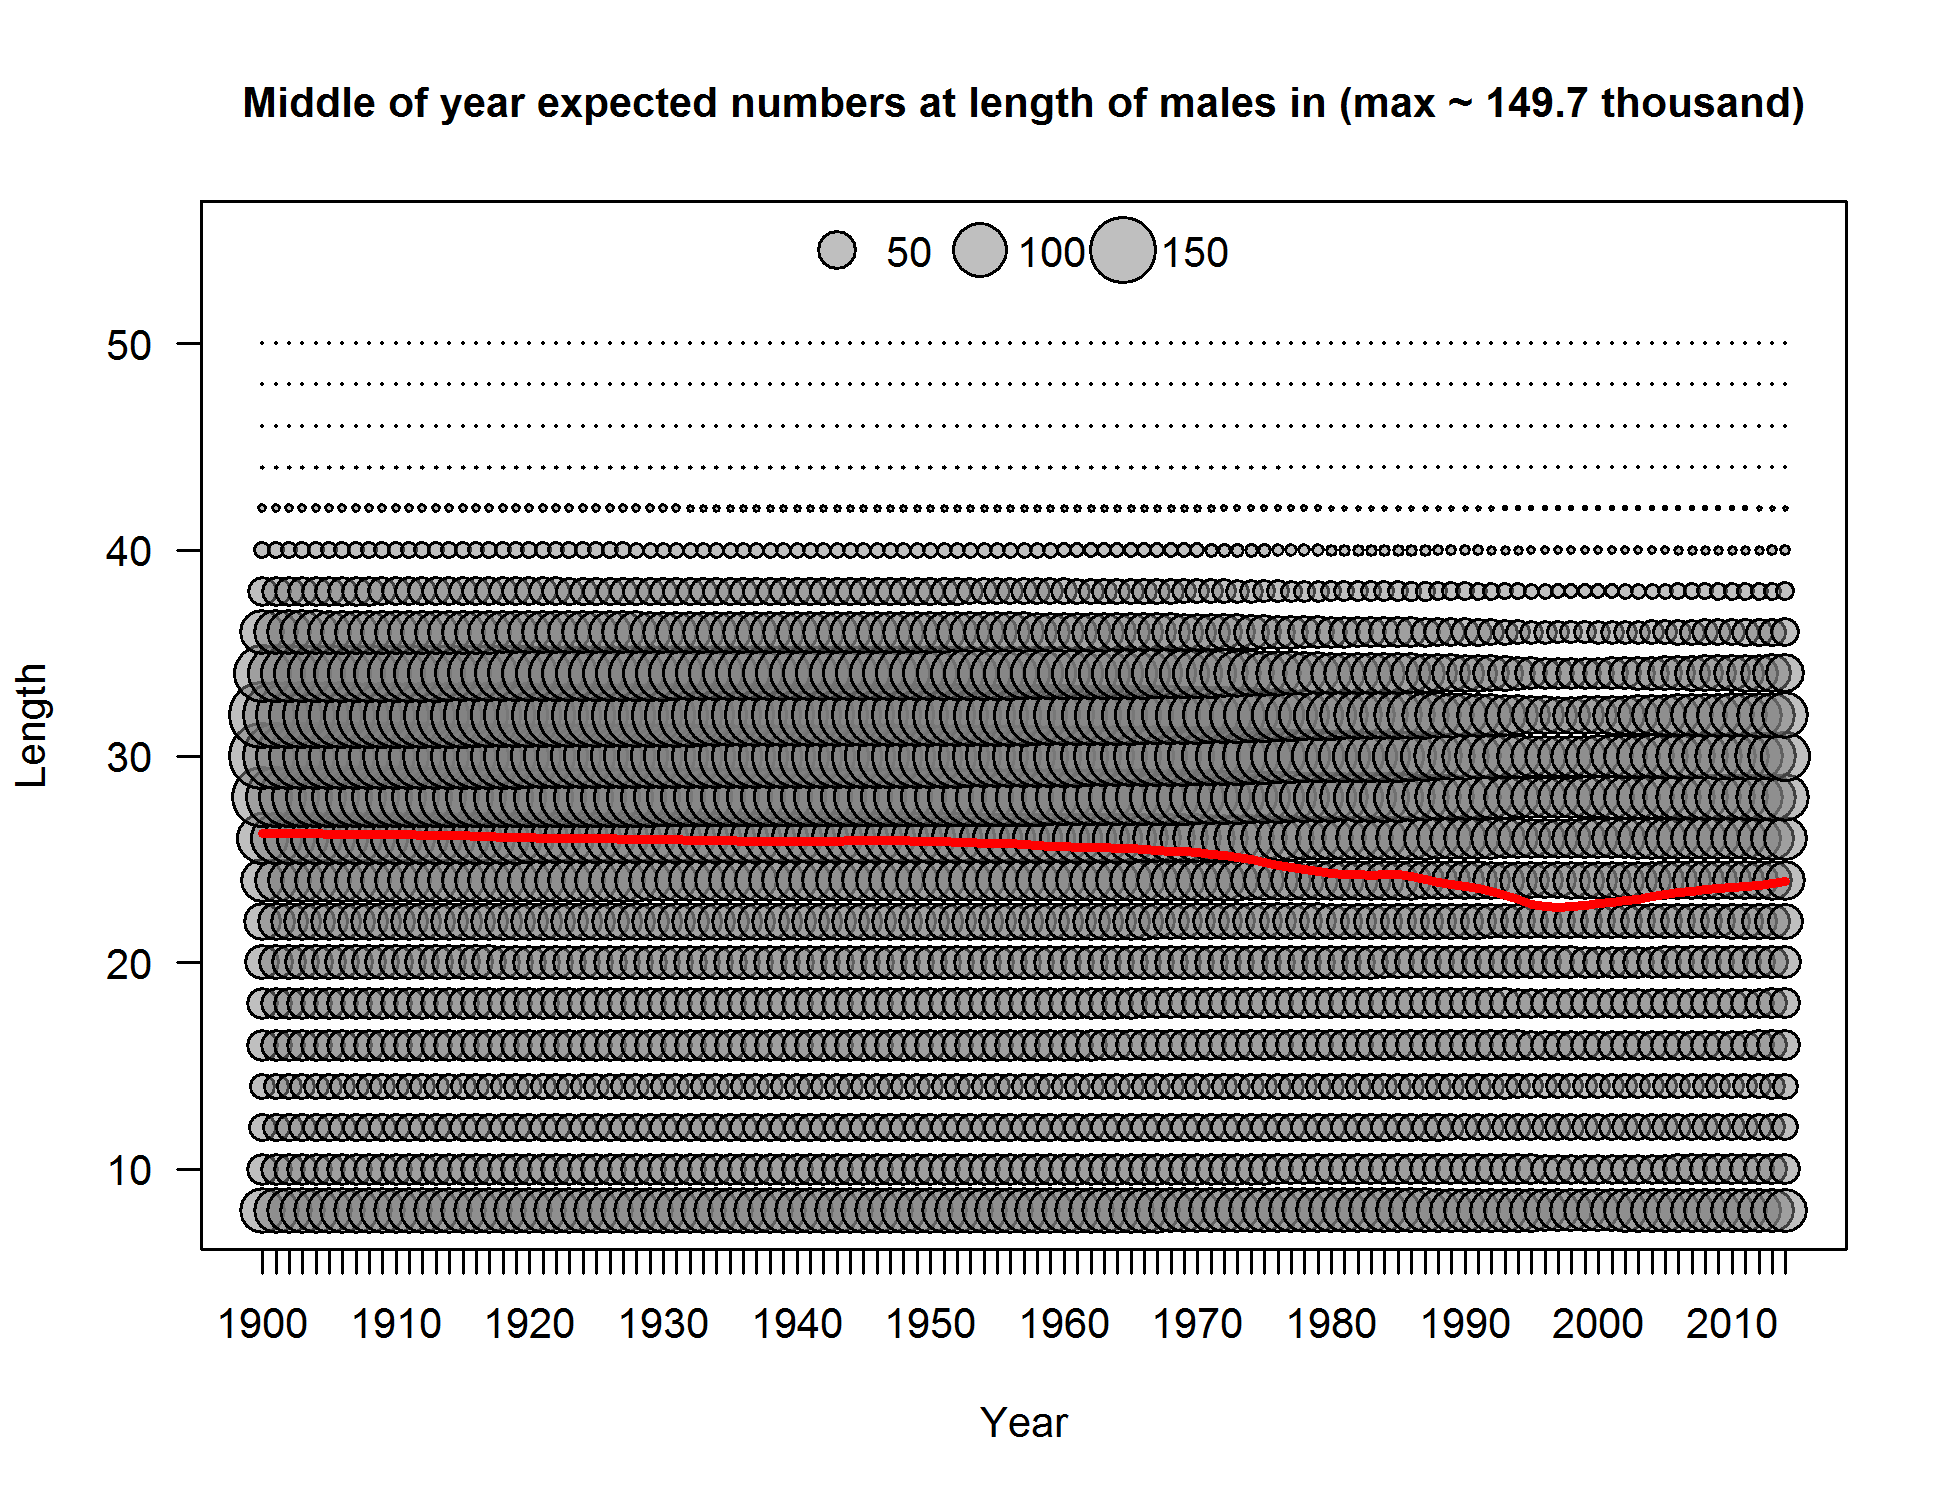 Middle of year expected numbers at length of males in (max ~ 149.7 thousand)
50 100 150
50
40
30
20
10
Length
1900 1910 1920 1930 1940 1950 1960 1970 1980 1990 2000 2010
Year